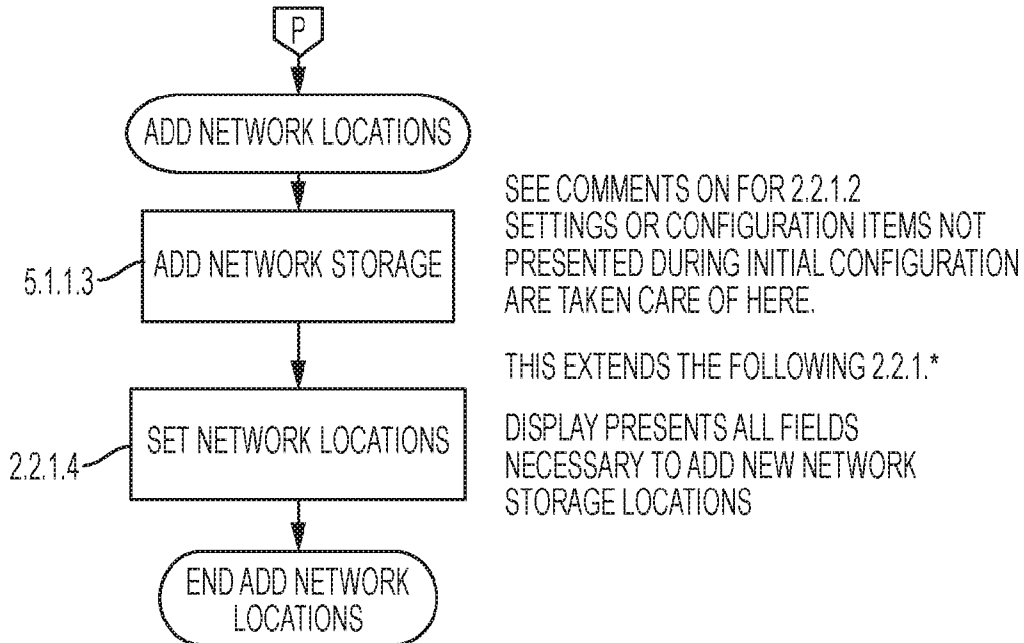 P
ADD NETWORK LOCATIONS
SEE COMMENTS ON FOR 2.2.1.2
SETTINGS OR CONFIGURATION ITEMS NOT
PRESENTED DURING INITIAL CONFIGURATION
ARE TAKEN CARE OF HERE.
5.1.1.3
ADD NETWORK STORAGE
THIS EXTENDS THE FOLLOWING 2.2.1.*
2.2.1.4
SET NETWORK LOCATIONS
DISPLAY PRESENTS ALL FIELDS
NECESSARY TO ADD NEW NETWORK
STORAGE LOCATIONS
END ADD NETWORK
LOCATIONS